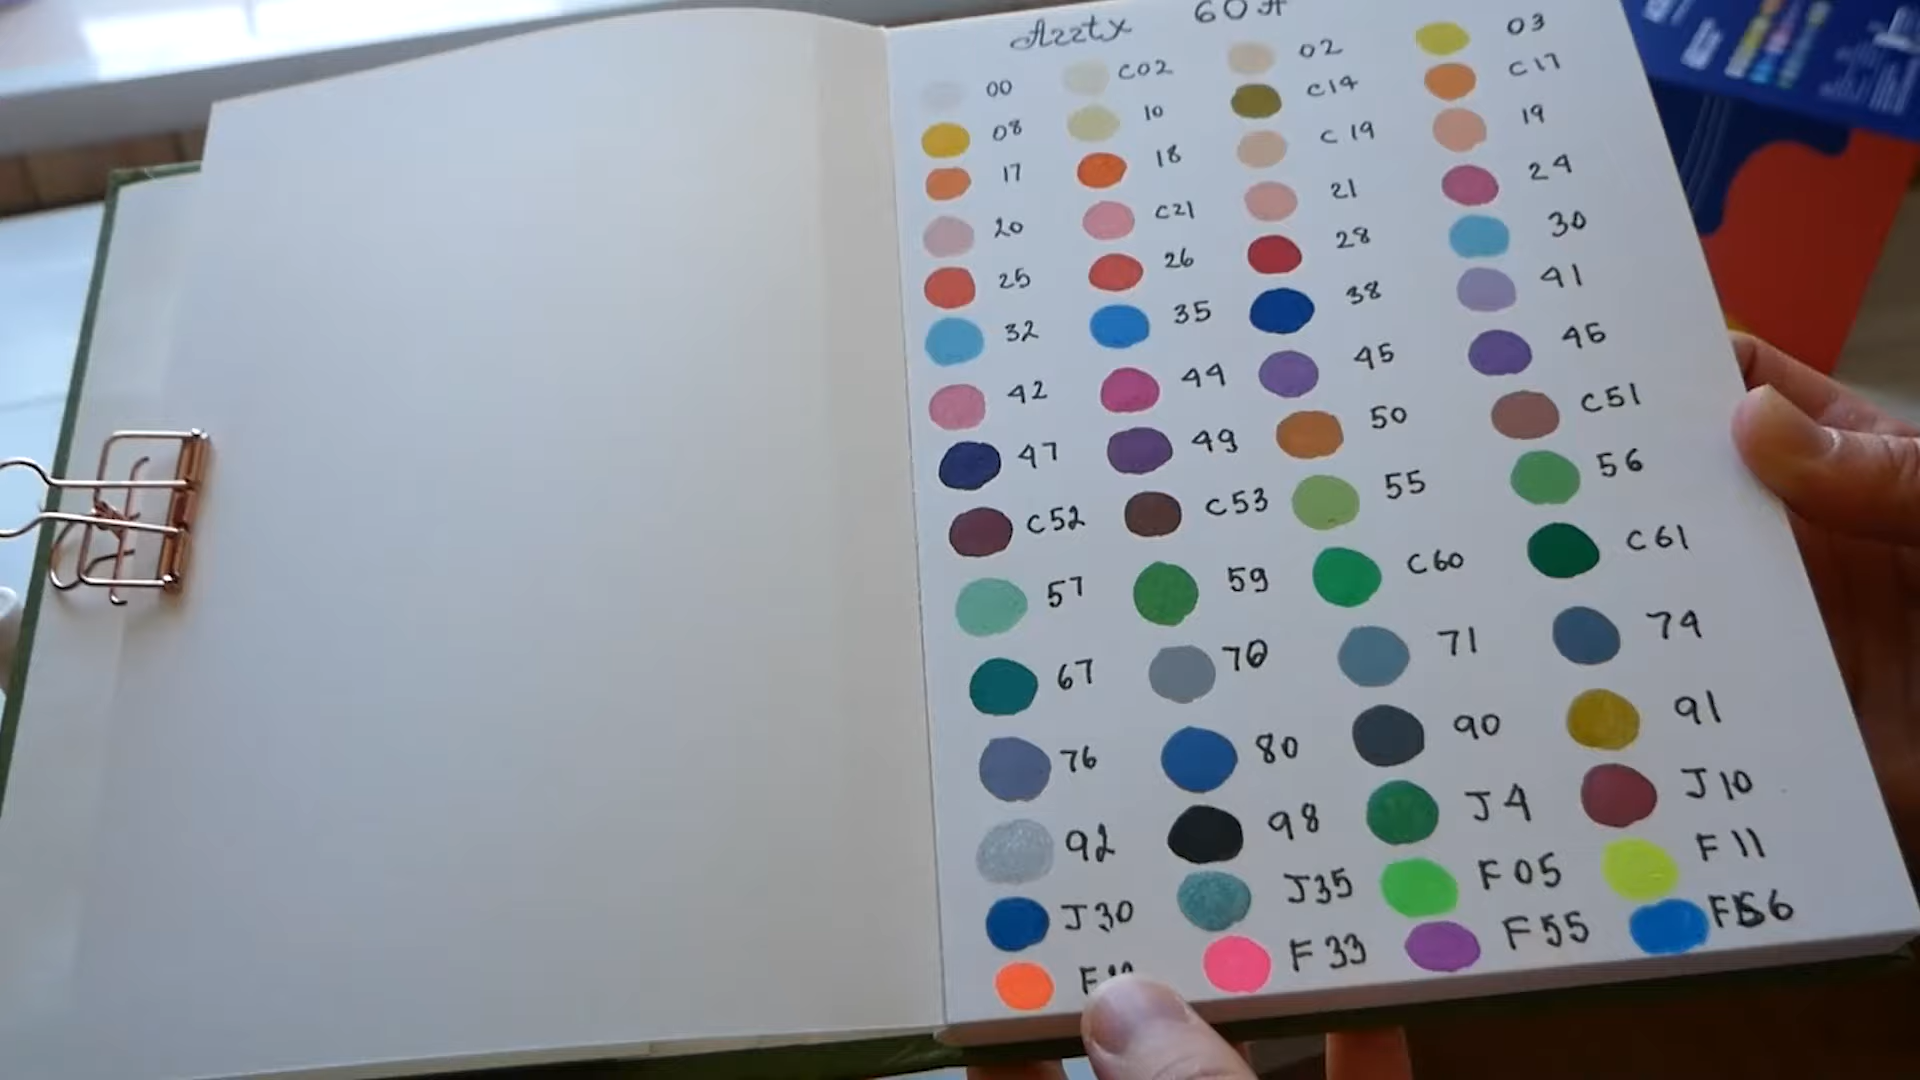 Arrtx 60A
00 C02 02 03
08 10 C14 C17
17 18 C19 19
20 C21 21 24
25 26 28 30
32 35 38 41
42 44 45 46
47 49 50 C51
C52 C53 55 56
57 59 C60 C61
67 70 71 74
76 80 90 91
92 98 J4 J10
J30 J35 F05 F11
F33 F55